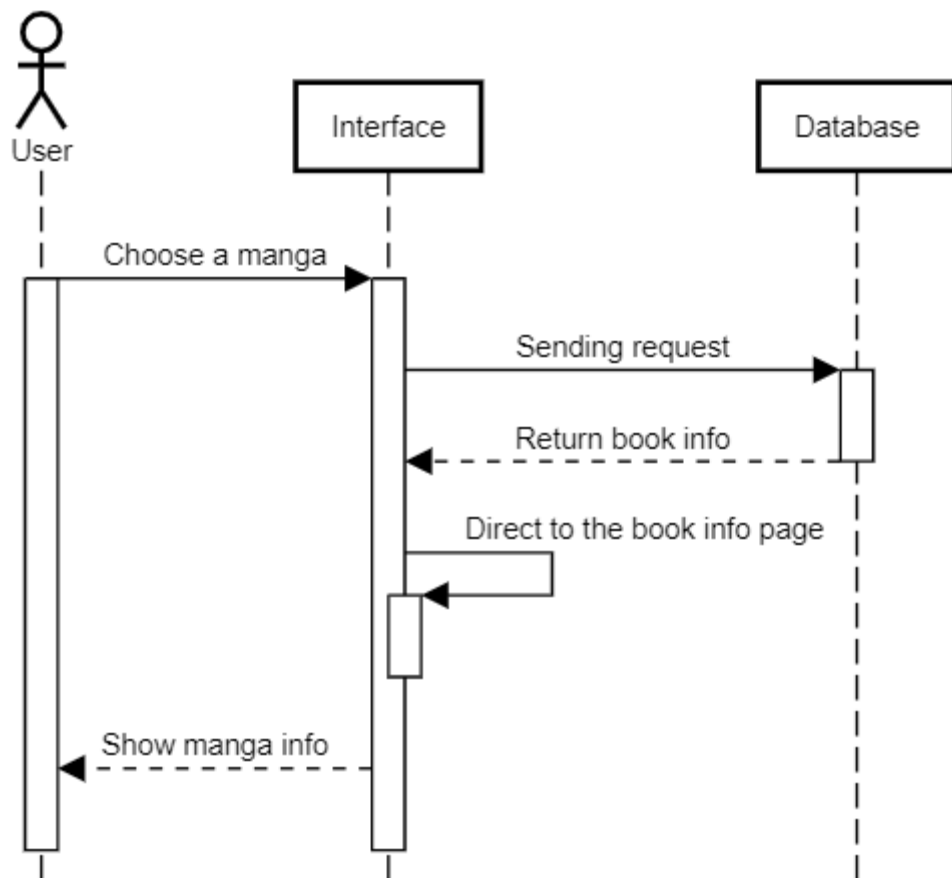 User
Interface
Database
Choose a manga
Sending request
Return book info
Direct to the book info page
Show manga info